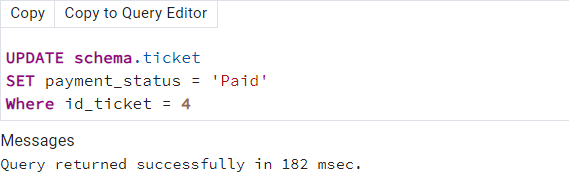 Copy Copy to Query Editor
UPDATE schema.ticket
SET payment_status = 'Paid'
Where id_ticket = 4
Messages
Query returned successfully in 182 msec.